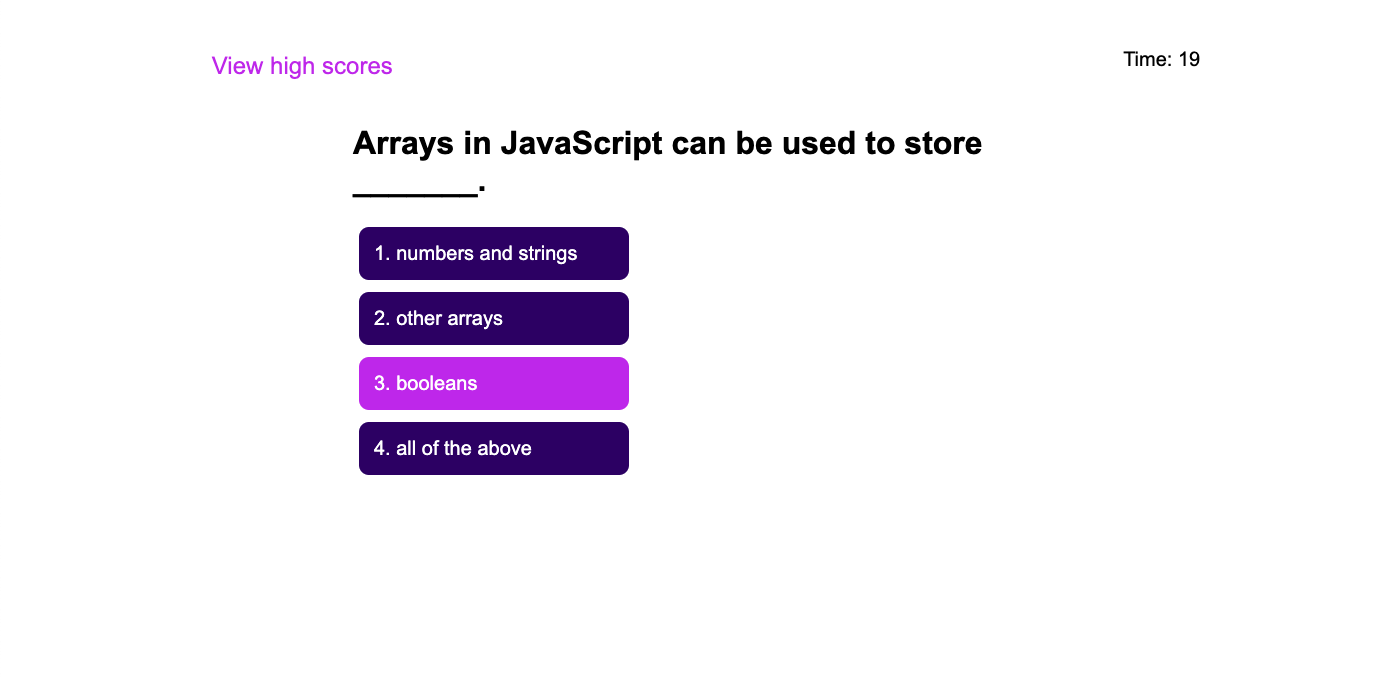 View high scores
Time: 19
Arrays in JavaScript can be used to store
_______.
1. numbers and strings
2. other arrays
3. booleans
4. all of the above